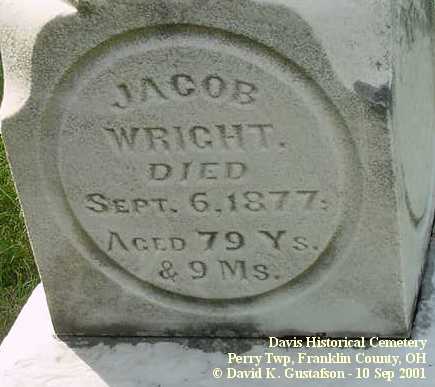 JACOB
WRIGHT.
DIED
SEPT. 6, 1877;
AGED 79 YS.
& 9 MS.
Davis Historical Cemetery
Perry Twp, Franklin County, OH
© David K. Gustafson - 10 Sep 2001